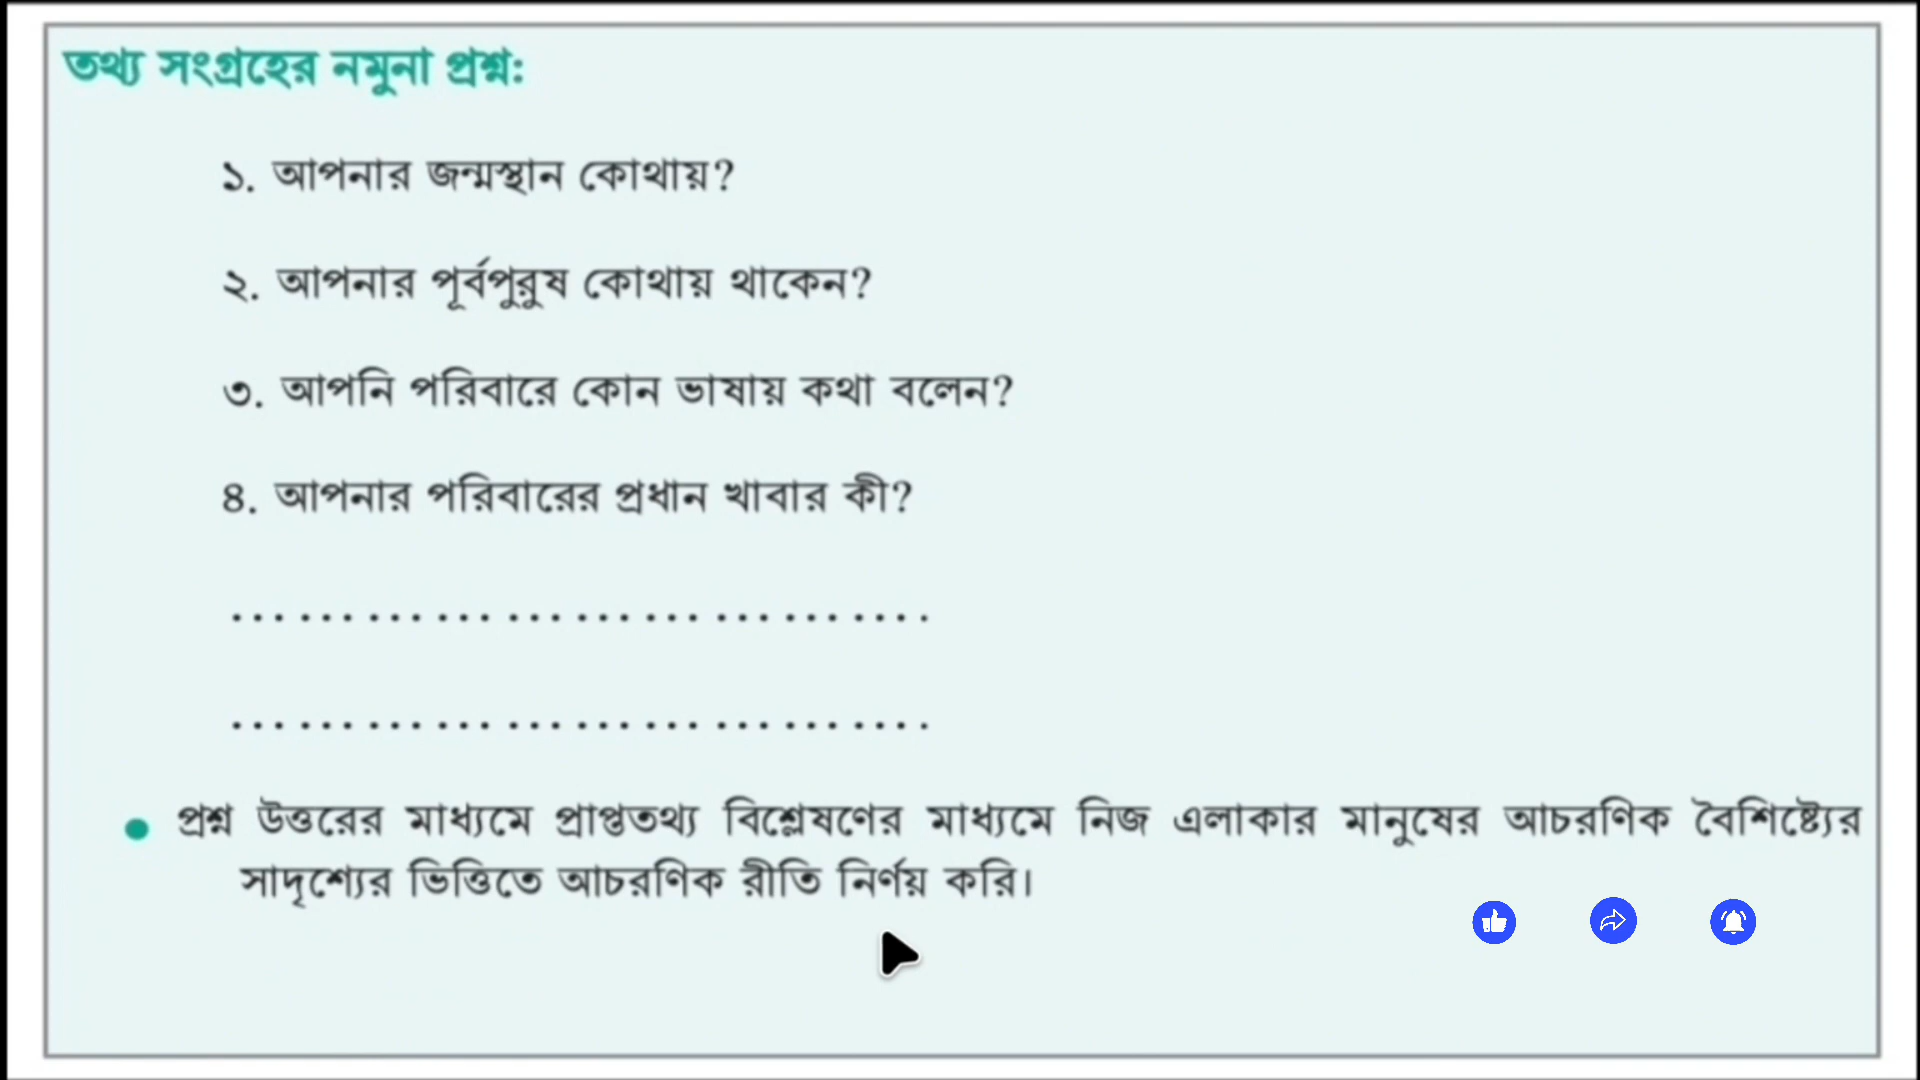 তথ্য সংগ্রহের নমুনা প্রশ্ন:
১. আপনার জন্মস্থান কোথায়?
২. আপনার পূর্বপুরুষ কোথায় থাকেন?
৩. আপনি পরিবারে কোন ভাষায় কথা বলেন?
৪. আপনার পরিবারের প্রধান খাবার কী?
...............................
...............................
● প্রশ্ন উত্তরের মাধ্যমে প্রাপ্ততথ্য বিশ্লেষণের মাধ্যমে নিজ এলাকার মানুষের আচরণিক বৈশিষ্ট্যের
সাদৃশ্যের ভিত্তিতে আচরণিক রীতি নির্ণয় করি।